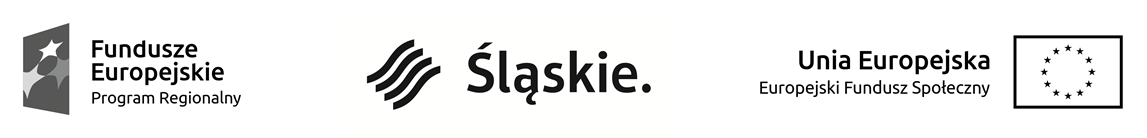 Fundusze
Europejskie
Program Regionalny
Śląskie.
Unia Europejska
Europejski Fundusz Społeczny